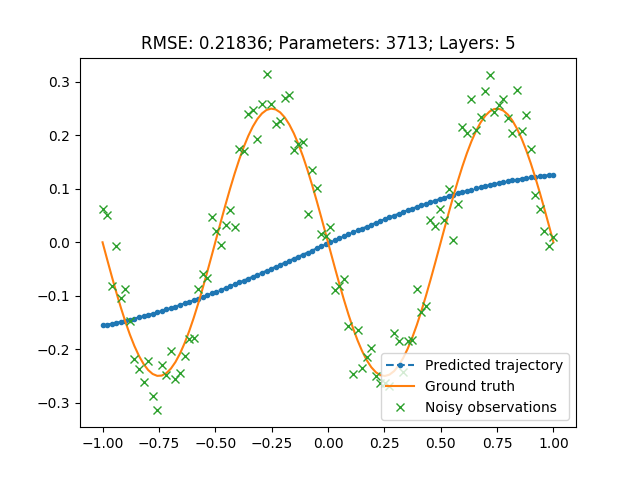 RMSE: 0.21836; Parameters: 3713; Layers: 5
0.3
0.2
0.1
0.0
−0.1
−0.2
−0.3
Predicted trajectory
Ground truth
Noisy observations
−1.00 −0.75 −0.50 −0.25 0.00 0.25 0.50 0.75 1.00